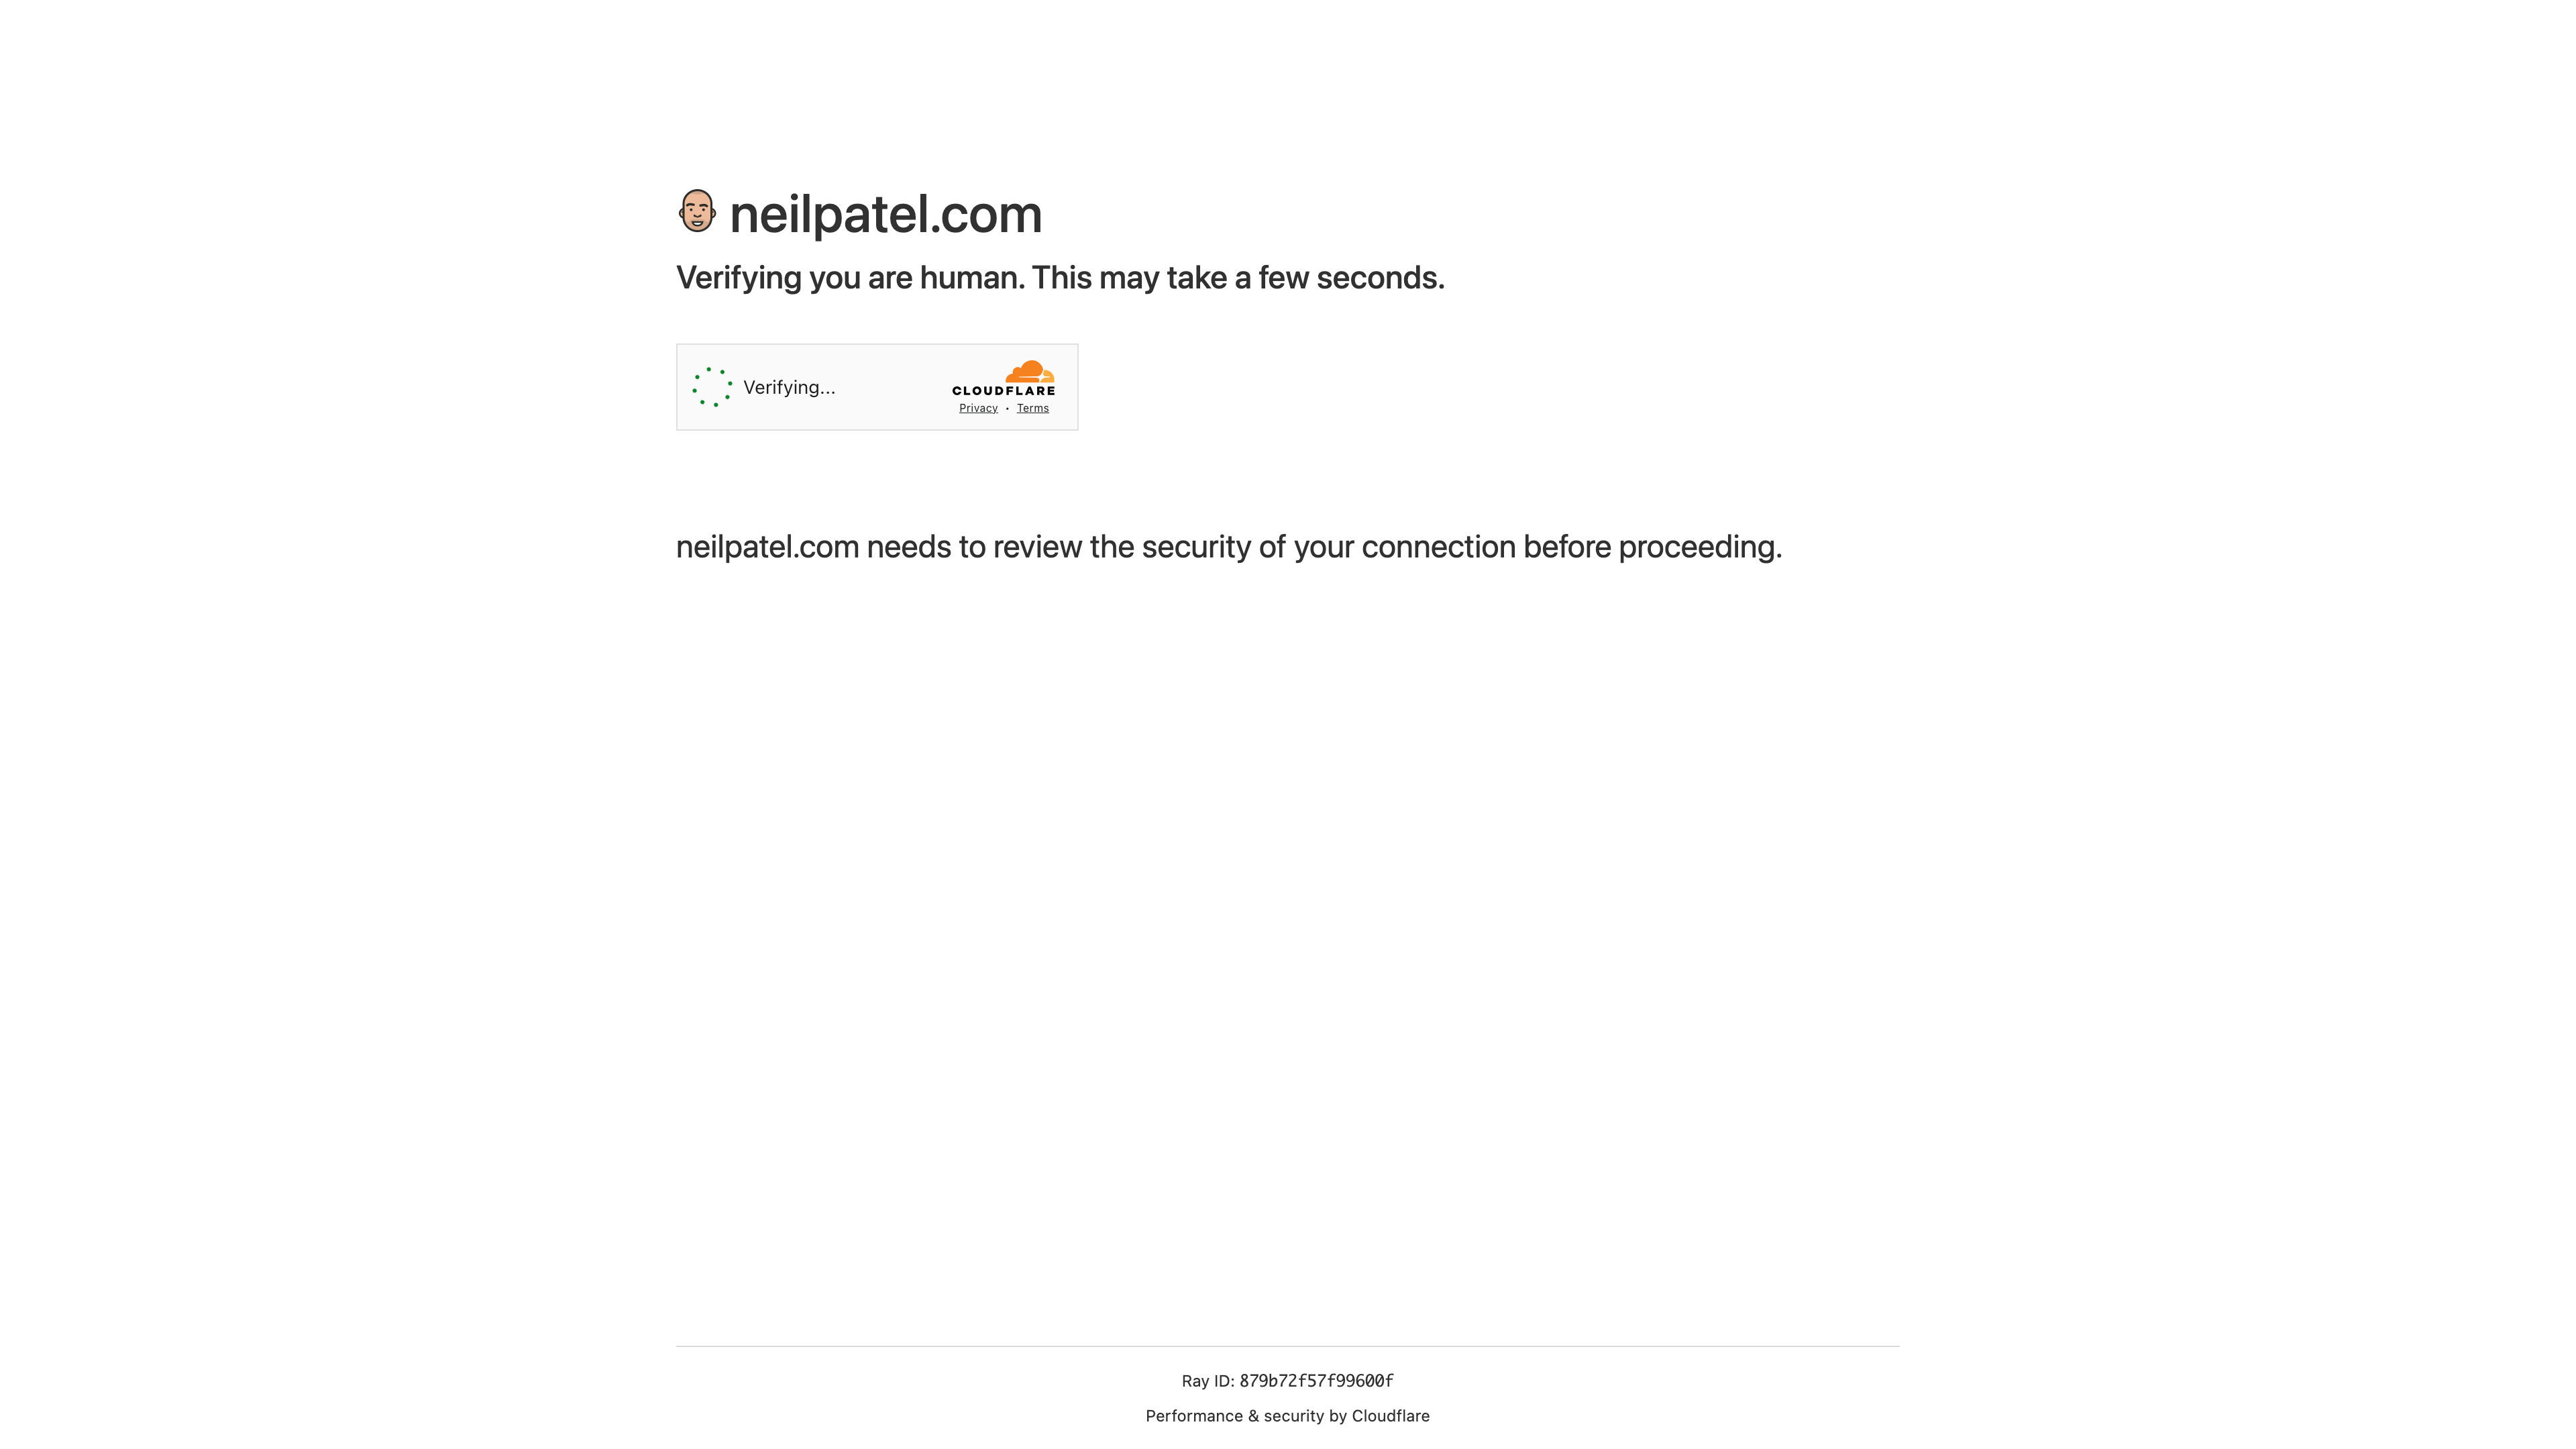 neilpatel.com
Verifying you are human. This may take a few seconds.
Verifying...
CLOUDFLARE
Privacy • Terms
neilpatel.com needs to review the security of your connection before proceeding.
Ray ID: 879b72f57f99600f
Performance & security by Cloudflare